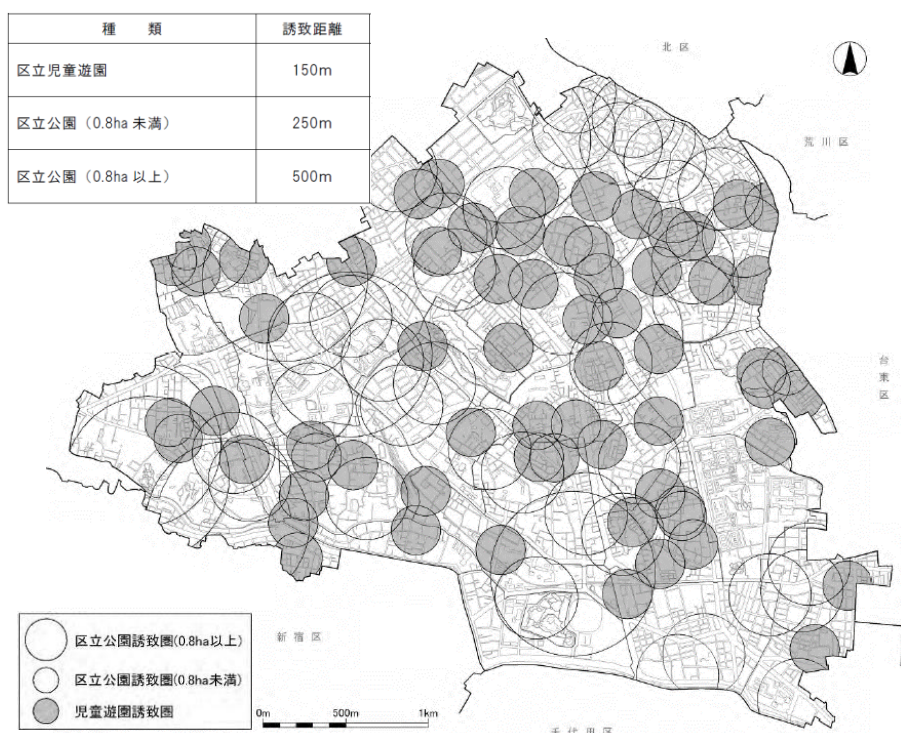 種 類 誘致距離
区立児童遊園 150m
区立公園（0.8ha 未満） 250m
区立公園（0.8ha 以上） 500m
北区
荒川区
台東区
新宿区
千代田区
区立公園誘致圏(0.8ha以上)
区立公園誘致圏(0.8ha未満)
児童遊園誘致圏
0m 500m 1km